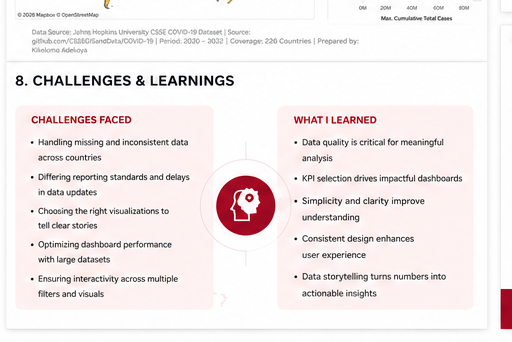 © 2026 Mapbox © OpenStreetMap
0M 20M 40M 60M 80M
Max. Cumulative Total Cases
Data Source: Johns Hopkins University CSSE COVID-19 Dataset | Source:
COVID-19 | Period: 2020 – 2022 | Coverage: 226 Countries | Prepared by:
Kikelomo Adekoya
8. CHALLENGES & LEARNINGS
CHALLENGES FACED
• Handling missing and inconsistent data
across countries
• Differing reporting standards and delays
in data updates
• Choosing the right visualizations to
tell clear stories
• Optimizing dashboard performance
with large datasets
• Ensuring interactivity across multiple
filters and visuals
WHAT I LEARNED
• Data quality is critical for meaningful
analysis
• KPI selection drives impactful dashboards
• Simplicity and clarity improve
understanding
• Consistent design enhances
user experience
• Data storytelling turns numbers into
actionable insights